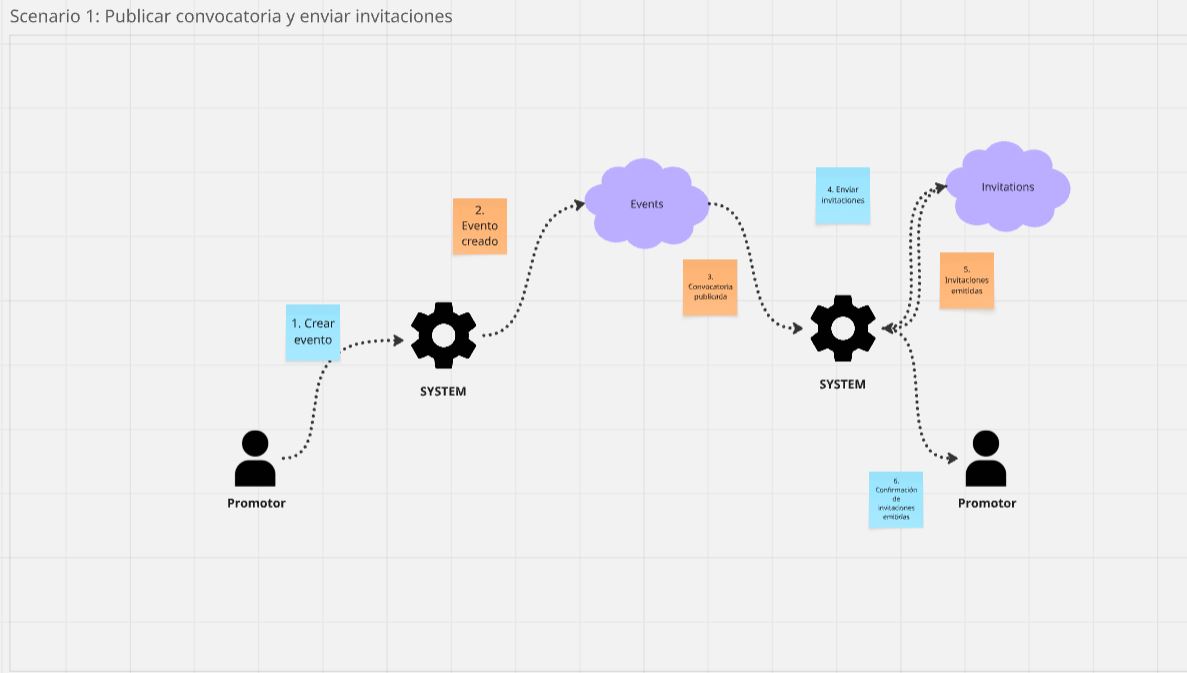 Scenario 1: Publicar convocatoria y enviar invitaciones
1. Crear
evento
2.
Evento
creado
Events
3.
Convocatoria
publicada
4. Enviar
invitaciones
Invitations
5.
Invitaciones
emitidas
SYSTEM
SYSTEM
6.
Confirmación
de
invitaciones
emitidas
Promotor
Promotor